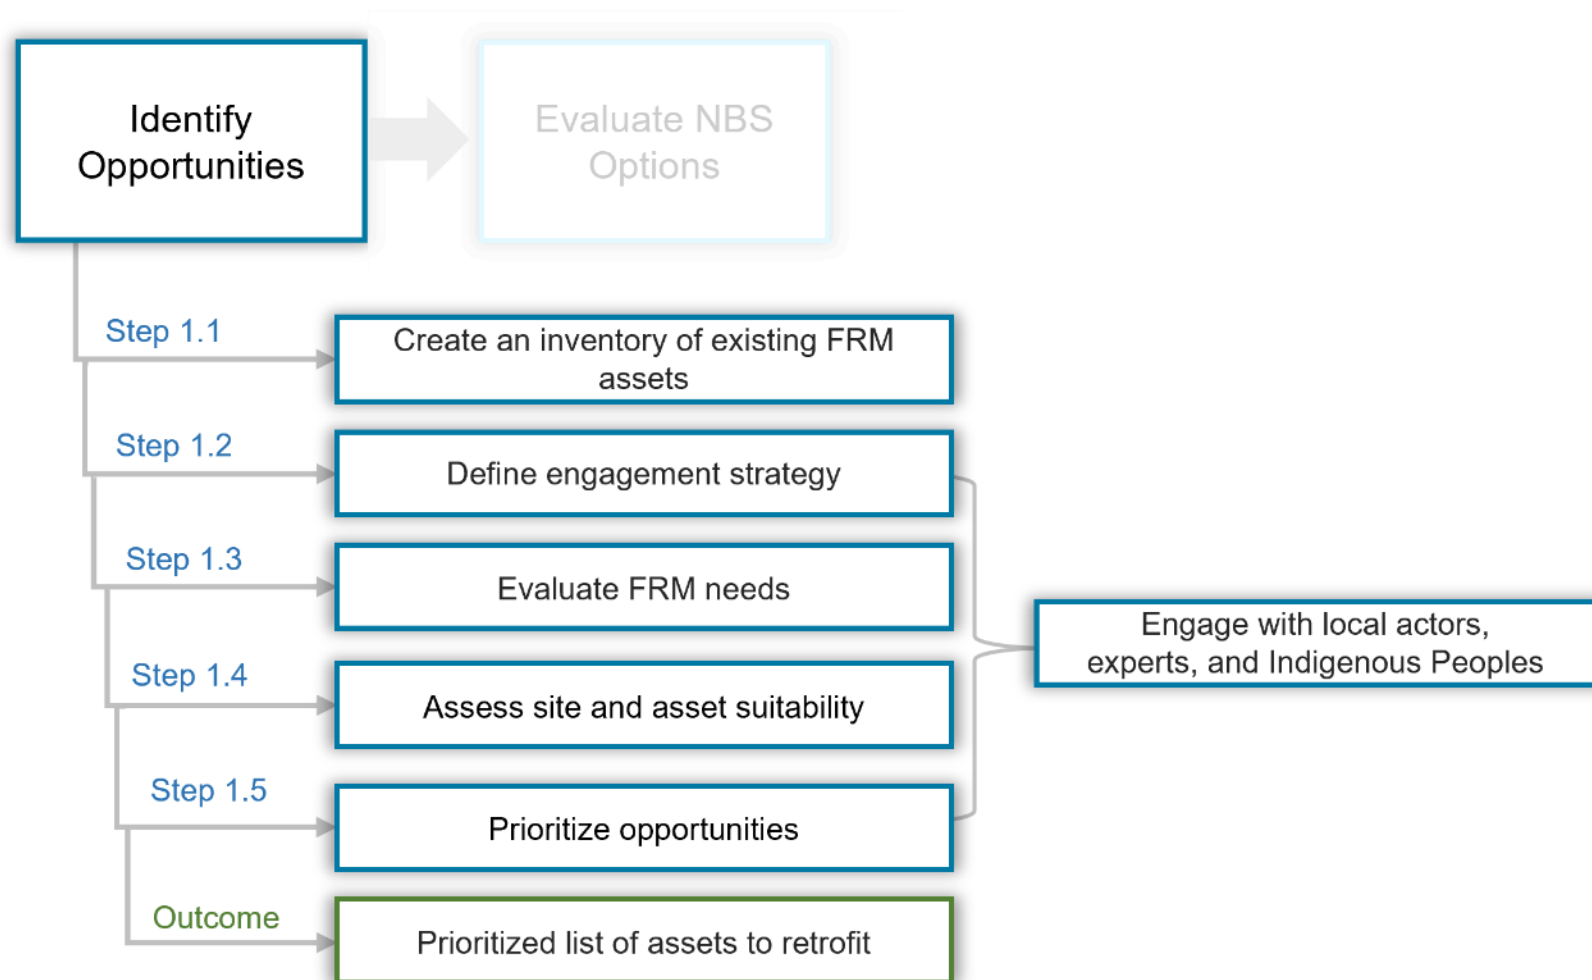 Identify
Opportunities
Evaluate NBS
Options
Step 1.1
Create an inventory of existing FRM
assets
Step 1.2
Define engagement strategy
Step 1.3
Evaluate FRM needs
Engage with local actors,
experts, and Indigenous Peoples
Step 1.4
Assess site and asset suitability
Step 1.5
Prioritize opportunities
Outcome
Prioritized list of assets to retrofit